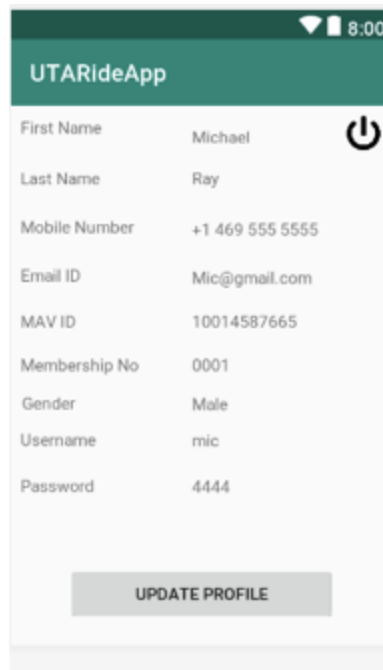 8:00
UTARideApp
First Name Michael
Last Name Ray
Mobile Number +1 469 555 5555
Email ID Mic@gmail.com
MAV ID 10014587665
Membership No 0001
Gender Male
Username mic
Password 4444
UPDATE PROFILE